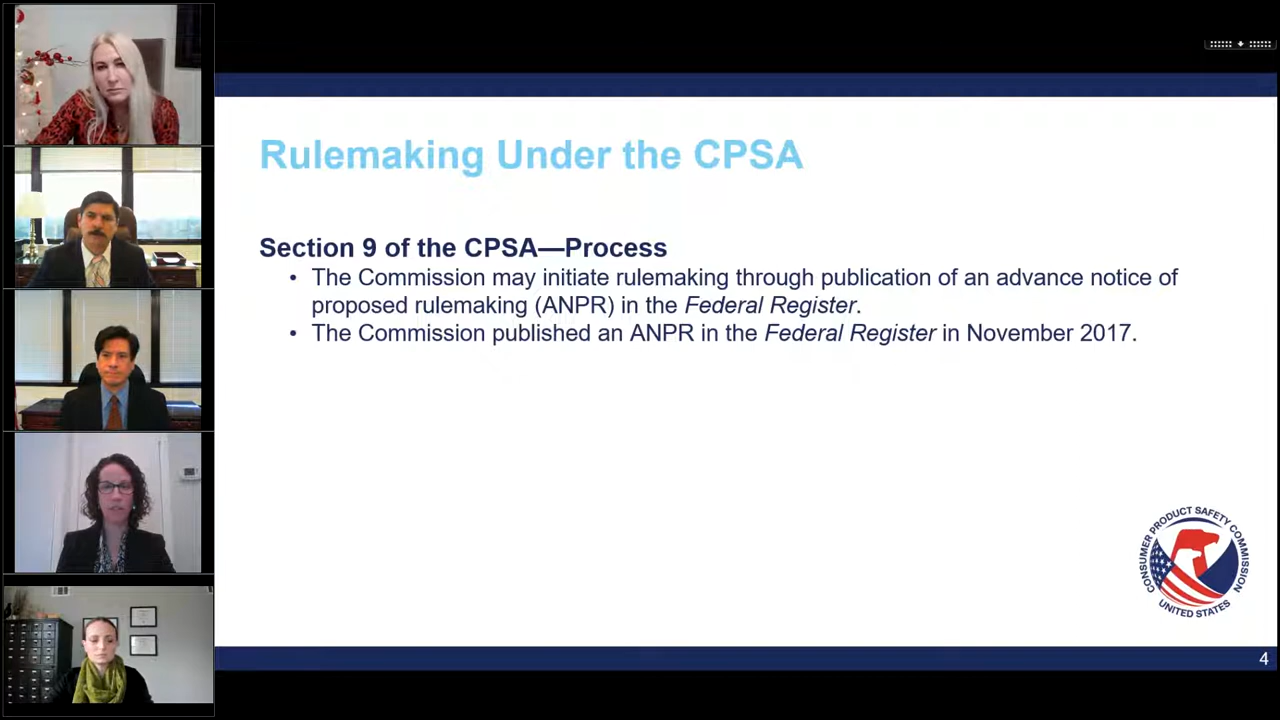 Rulemaking Under the CPSA
Section 9 of the CPSA—Process
• The Commission may initiate rulemaking through publication of an advance notice of
proposed rulemaking (ANPR) in the Federal Register.
• The Commission published an ANPR in the Federal Register in November 2017.
CONSUMER PRODUCT SAFETY COMMISSION
UNITED STATES
4